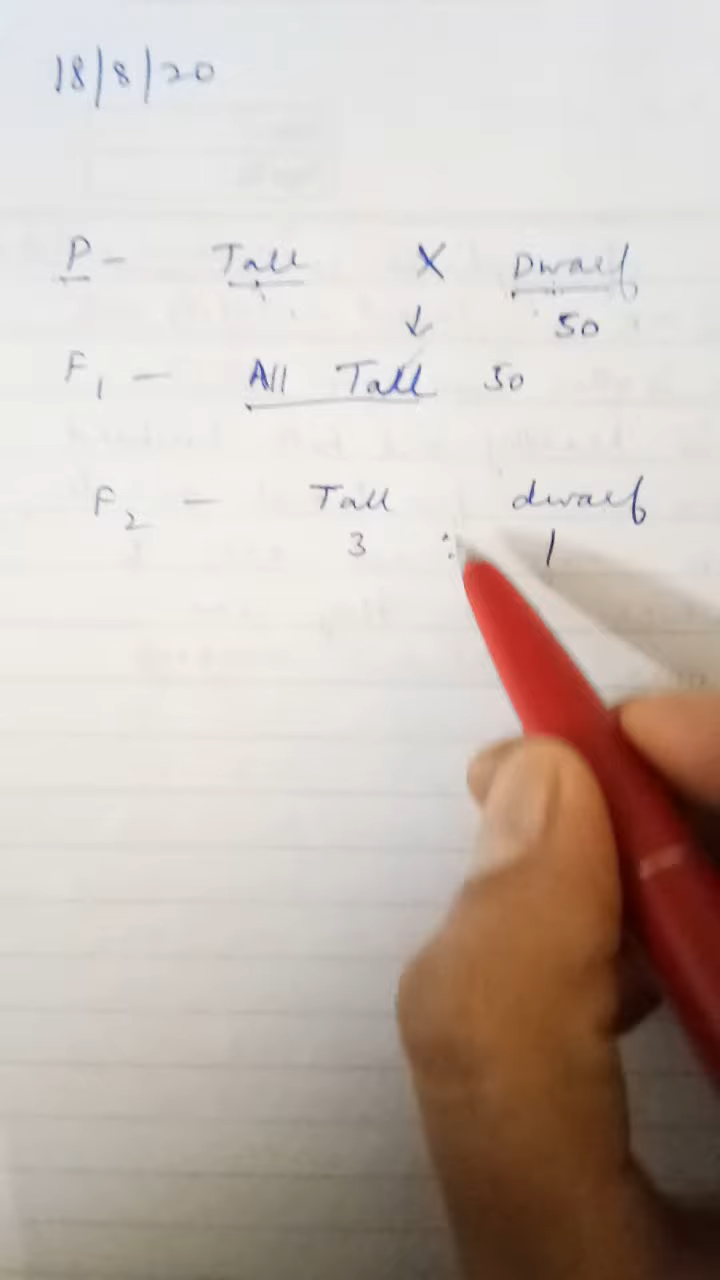 18/8/20
P - Tall X Dwarf
↓ 50
F1 - All Tall 50
F2 - Tall dwarf
3 : 1